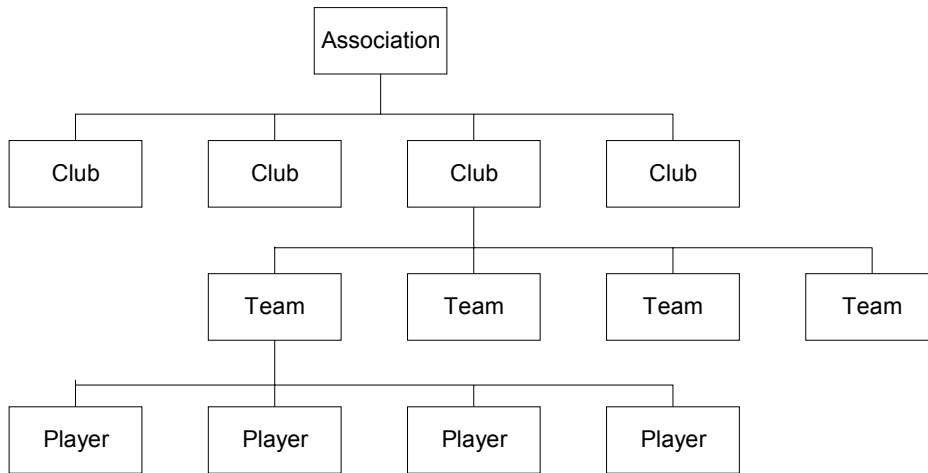 Association
Club Club Club Club
Team Team Team Team
Player Player Player Player